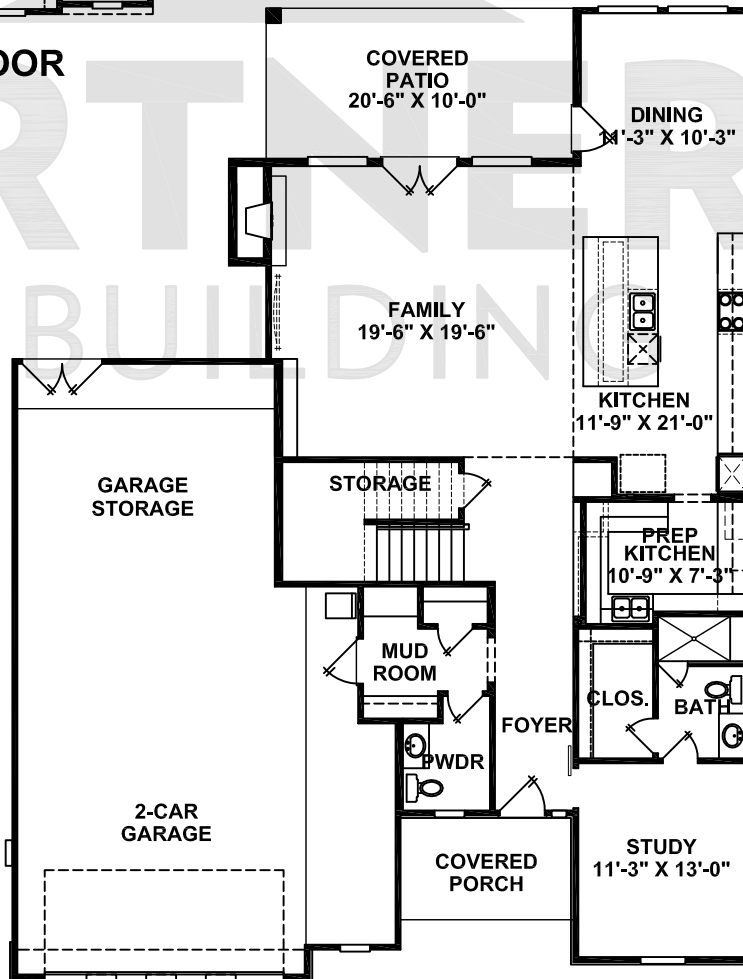 OOR
RTNER
BUILDING
COVERED
PATIO
20'-6" X 10'-0"
DINING
11'-3" X 10'-3"
FAMILY
19'-6" X 19'-6"
KITCHEN
11'-9" X 21'-0"
GARAGE
STORAGE
STORAGE
PREP
KITCHEN
10'-9" X 7'-3"
MUD
ROOM
CLOS.
BATH
FOYER
PWDR
2-CAR
GARAGE
COVERED
PORCH
STUDY
11'-3" X 13'-0"